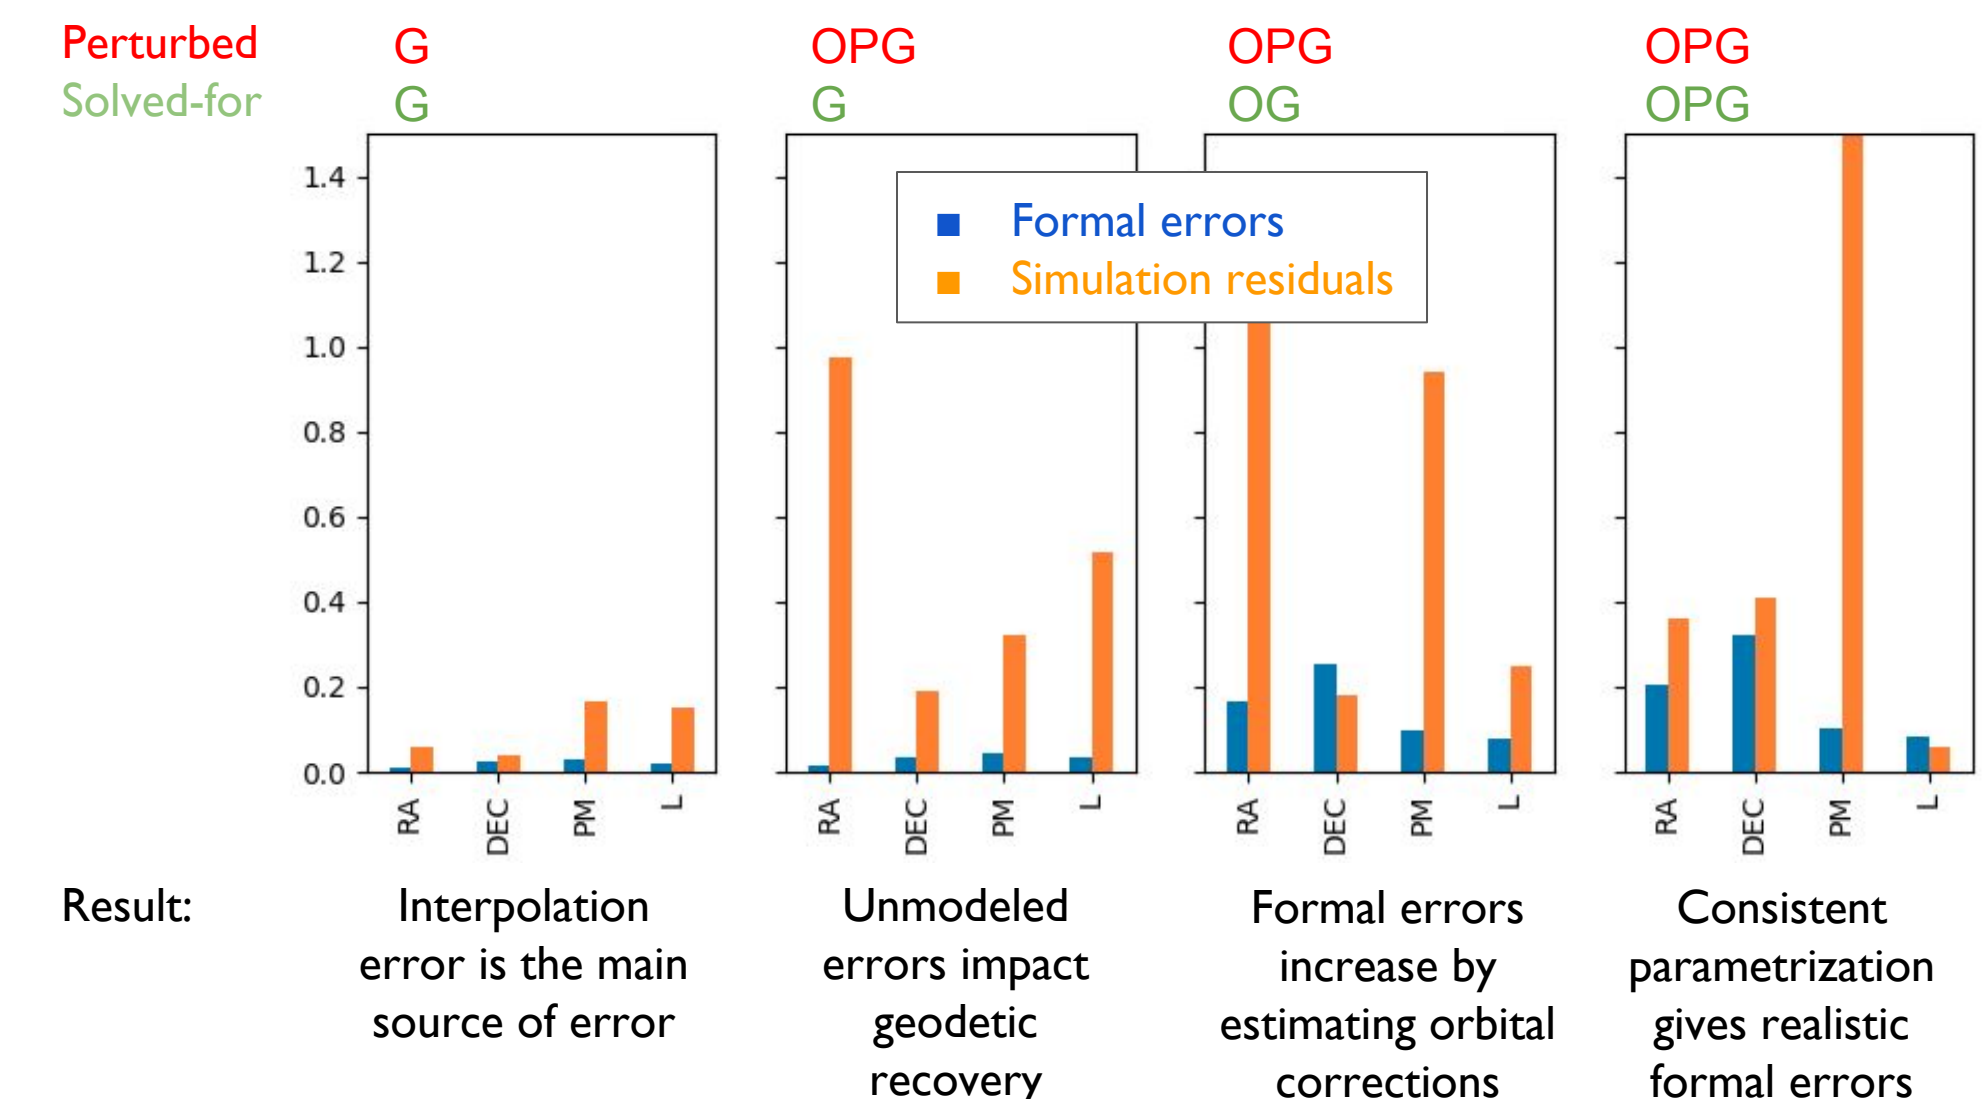 Perturbed G OPG OPG OPG
Solved-for G G OG OPG
1.4
1.2
1.0
0.8
0.6
0.4
0.2
0.0
Formal errors
Simulation residuals
RA DEC PM L
RA DEC PM L
RA DEC PM L
RA DEC PM L
Result:
Interpolation
error is the main
source of error
Unmodeled
errors impact
geodetic
recovery
Formal errors
increase by
estimating orbital
corrections
Consistent
parametrization
gives realistic
formal errors